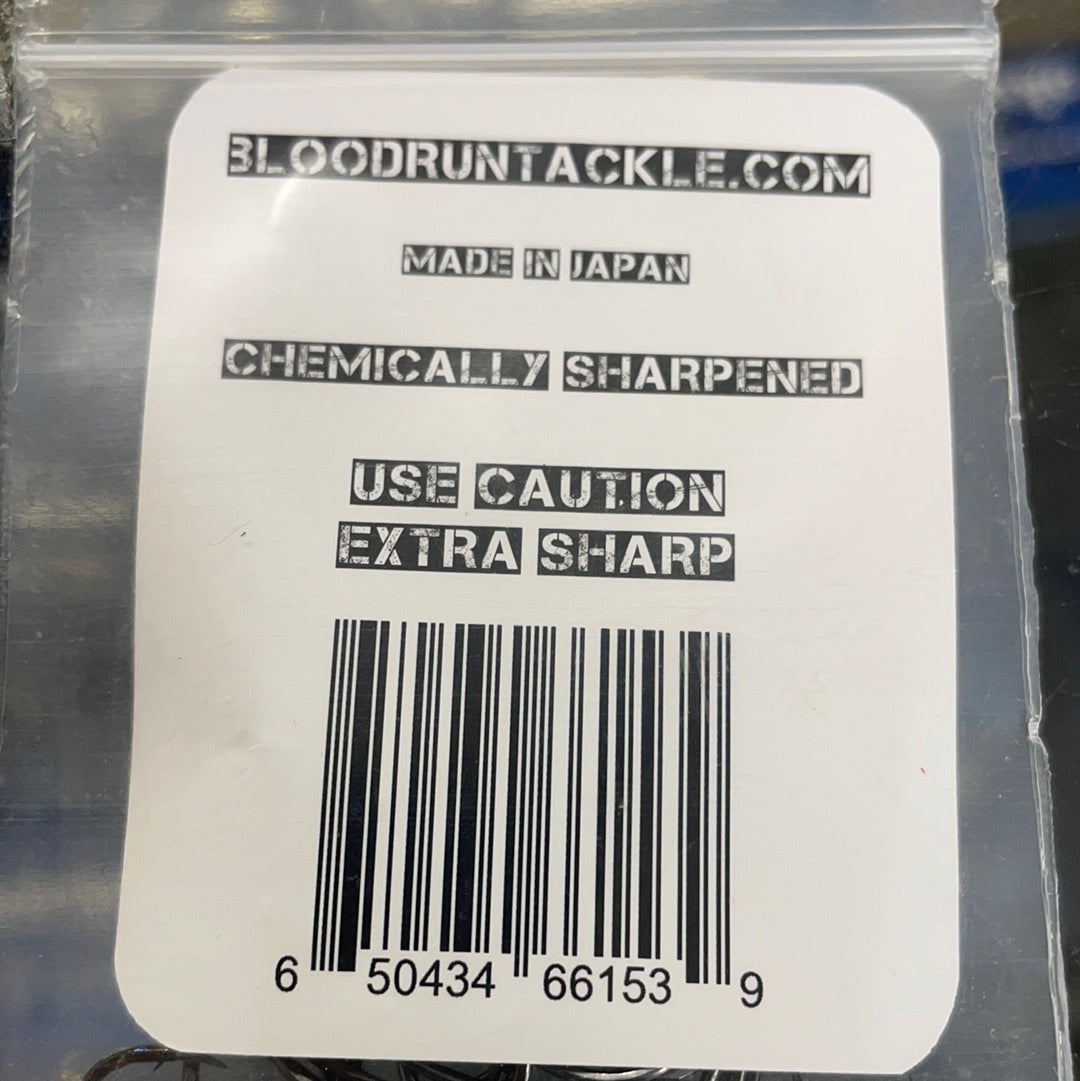 BLOODRUNTACKLE.COM
MADE IN JAPAN
CHEMICALLY SHARPENED
USE CAUTION
EXTRA SHARP
6 50434 66153 9